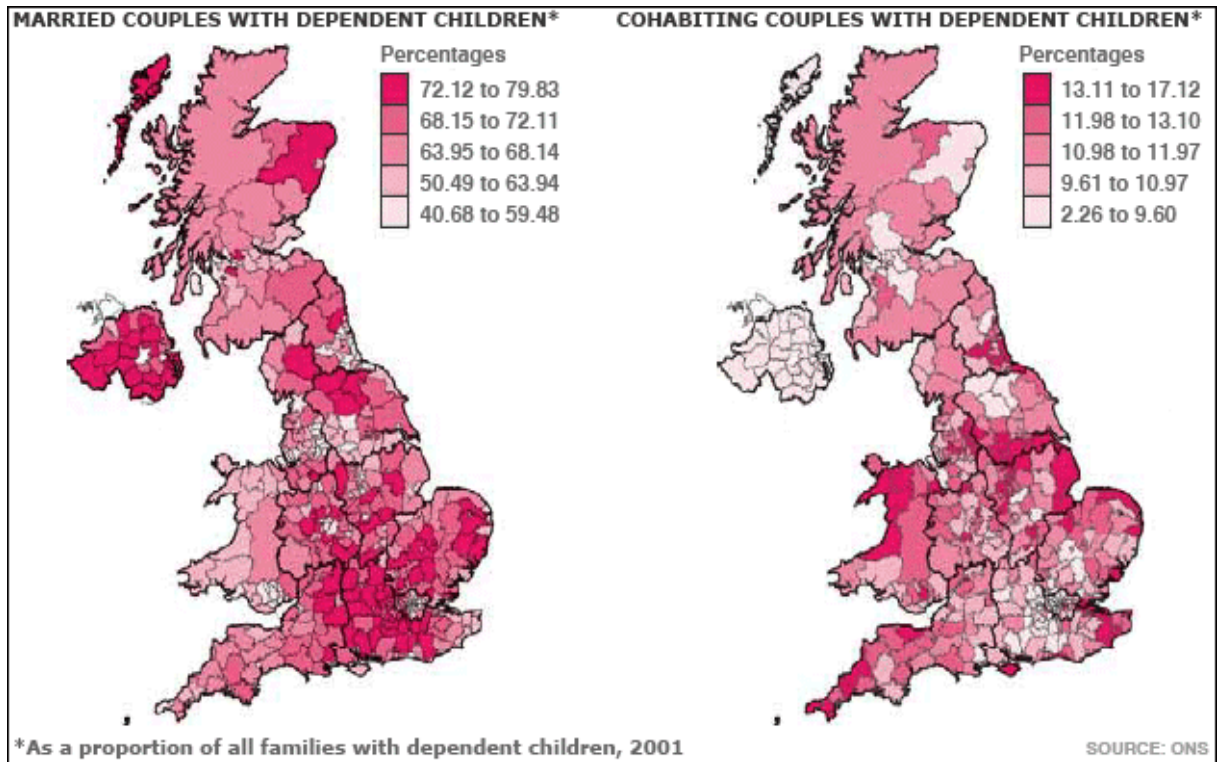 MARRIED COUPLES WITH DEPENDENT CHILDREN*
Percentages
72.12 to 79.83
68.15 to 72.11
63.95 to 68.14
50.49 to 63.94
40.68 to 59.48
COHABITING COUPLES WITH DEPENDENT CHILDREN*
Percentages
13.11 to 17.12
11.98 to 13.10
10.98 to 11.97
9.61 to 10.97
2.26 to 9.60
*As a proportion of all families with dependent children, 2001
SOURCE: ONS